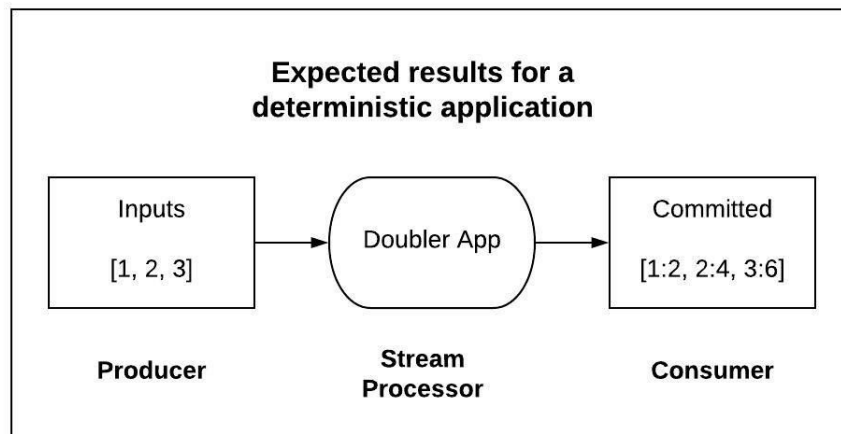 Expected results for a
deterministic application
Inputs
[1, 2, 3]
Doubler App
Committed
[1:2, 2:4, 3:6]
Producer
Stream
Processor
Consumer